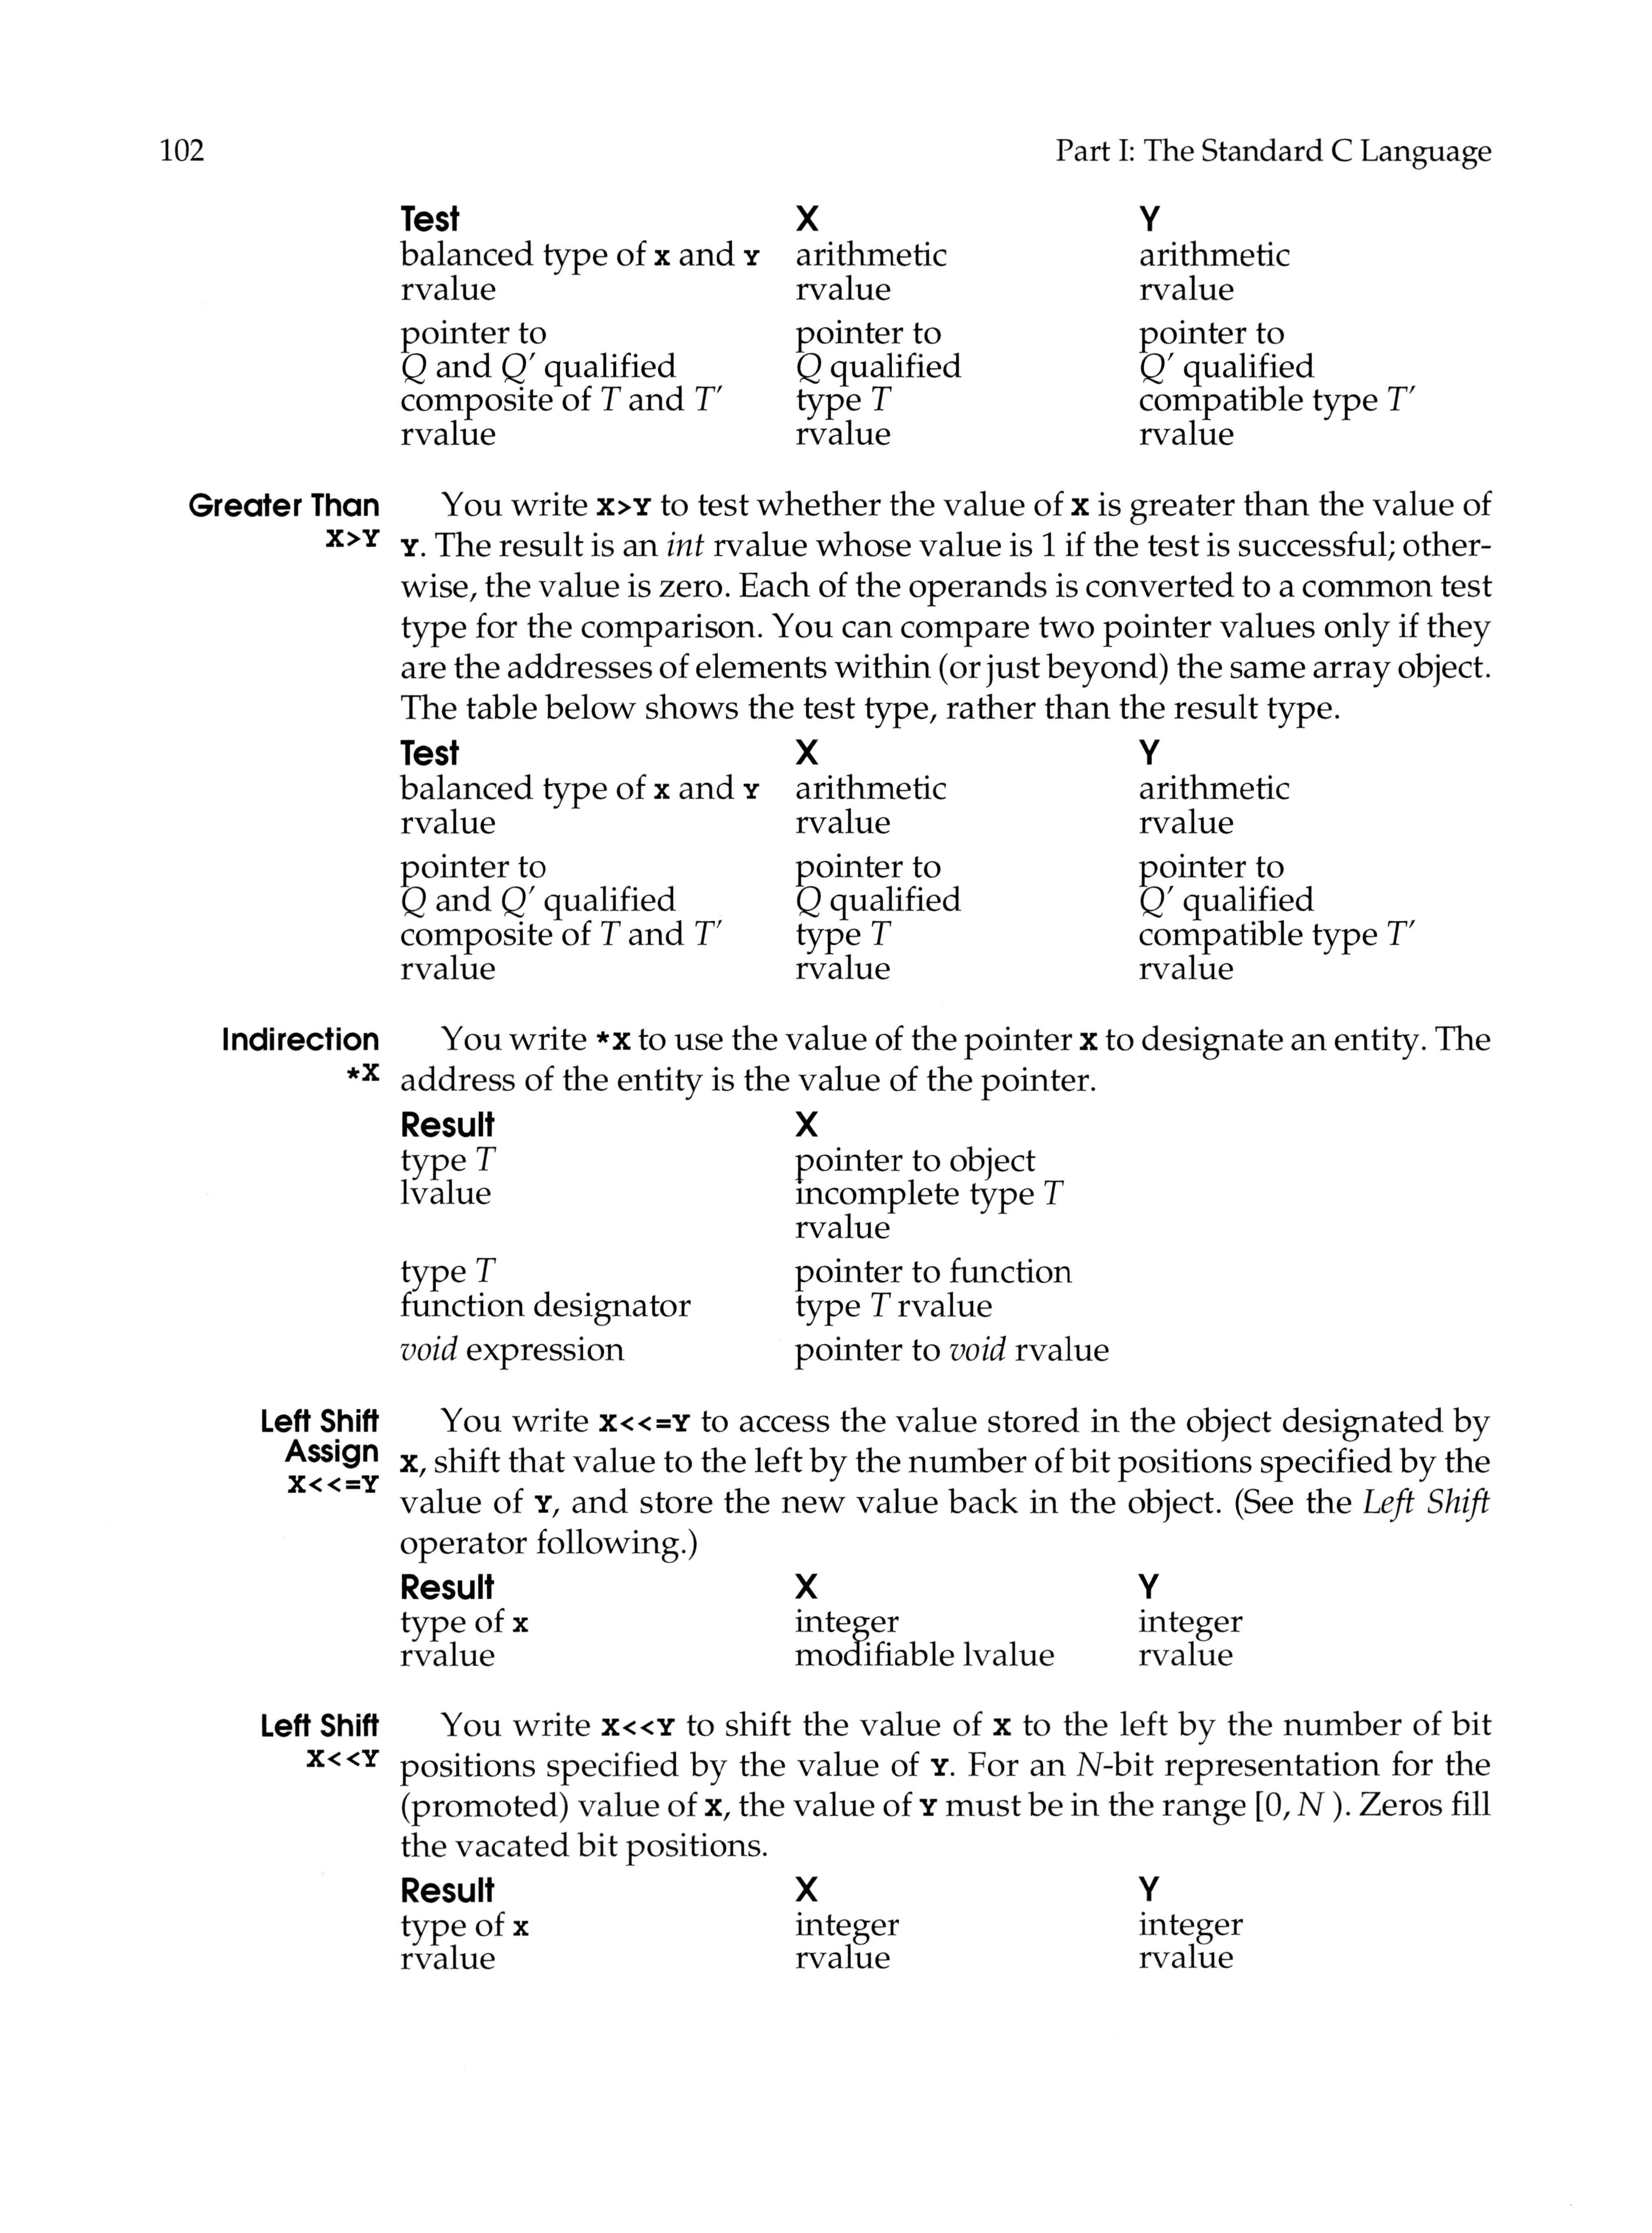 102 Part I: The Standard C Language
Test X Y
balanced type of X and Y arithmetic arithmetic
rvalue rvalue rvalue
pointer to pointer to pointer to
Q and Q′ qualified Q qualified Q′ qualified
composite of T and T′ type T compatible type T′
rvalue rvalue rvalue
Greater Than You write X>Y to test whether the value of X is greater than the value of
X>Y Y. The result is an int rvalue whose value is 1 if the test is successful; other-
wise, the value is zero. Each of the operands is converted to a common test
type for the comparison. You can compare two pointer values only if they
are the addresses of elements within (or just beyond) the same array object.
The table below shows the test type, rather than the result type.
Test X Y
balanced type of X and Y arithmetic arithmetic
rvalue rvalue rvalue
pointer to pointer to pointer to
Q and Q′ qualified Q qualified Q′ qualified
composite of T and T′ type T compatible type T′
rvalue rvalue rvalue
Indirection You write *X to use the value of the pointer X to designate an entity. The
*X address of the entity is the value of the pointer.
Result X
type T pointer to object
lvalue incomplete type T
rvalue
type T pointer to function
function designator type T rvalue
void expression pointer to void rvalue
Left Shift You write X<<=Y to access the value stored in the object designated by
Assign X, shift that value to the left by the number of bit positions specified by the
X<<=Y value of Y, and store the new value back in the object. (See the Left Shift
operator following.)
Result X Y
type of X integer integer
rvalue modifiable lvalue rvalue
Left Shift You write X<<Y to shift the value of X to the left by the number of bit
X<<Y positions specified by the value of Y. For an N-bit representation for the
(promoted) value of X, the value of Y must be in the range [0, N ). Zeros fill
the vacated bit positions.
Result X Y
type of X integer integer
rvalue rvalue rvalue